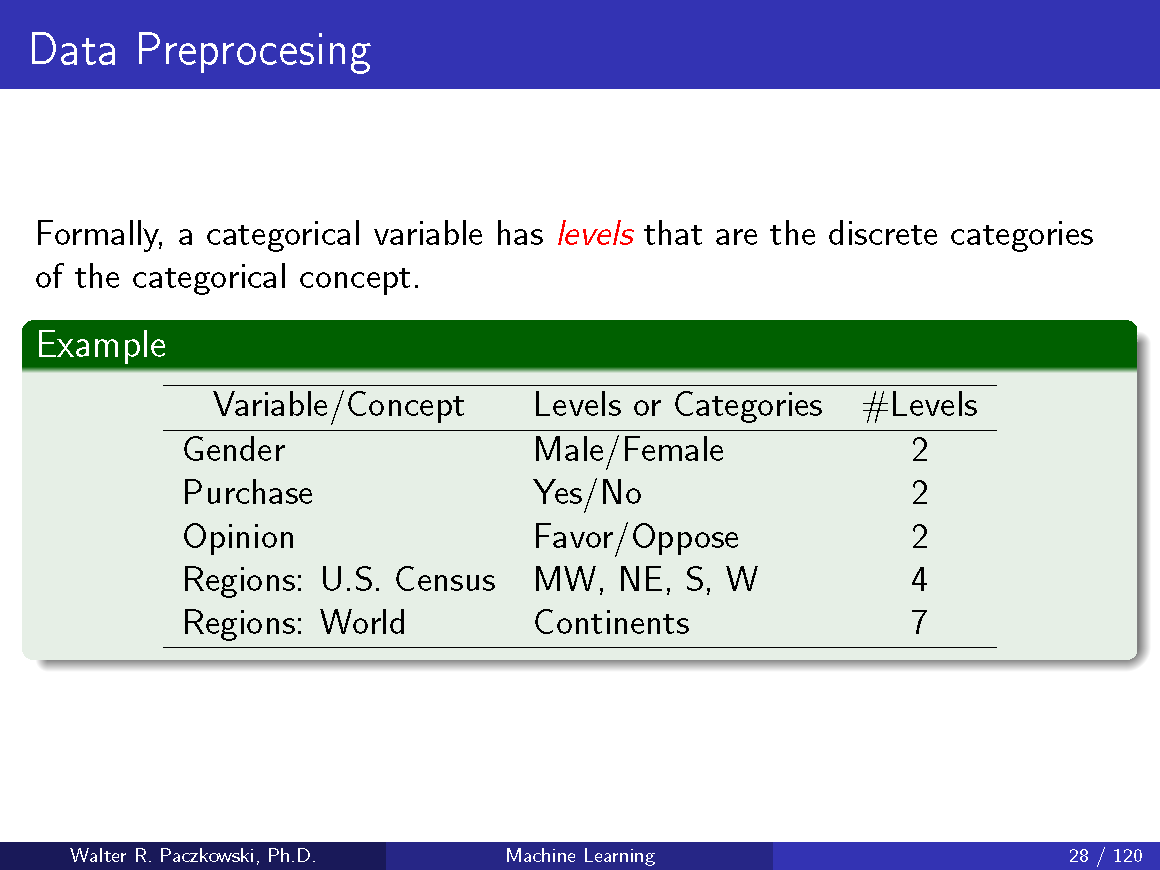 Data Preprocesing
Formally, a categorical variable has levels that are the discrete categories
of the categorical concept.
Example
Variable/Concept Levels or Categories #Levels
Gender Male/Female 2
Purchase Yes/No 2
Opinion Favor/Oppose 2
Regions: U.S. Census MW, NE, S, W 4
Regions: World Continents 7
Walter R. Paczkowski, Ph.D. Machine Learning 28 / 120